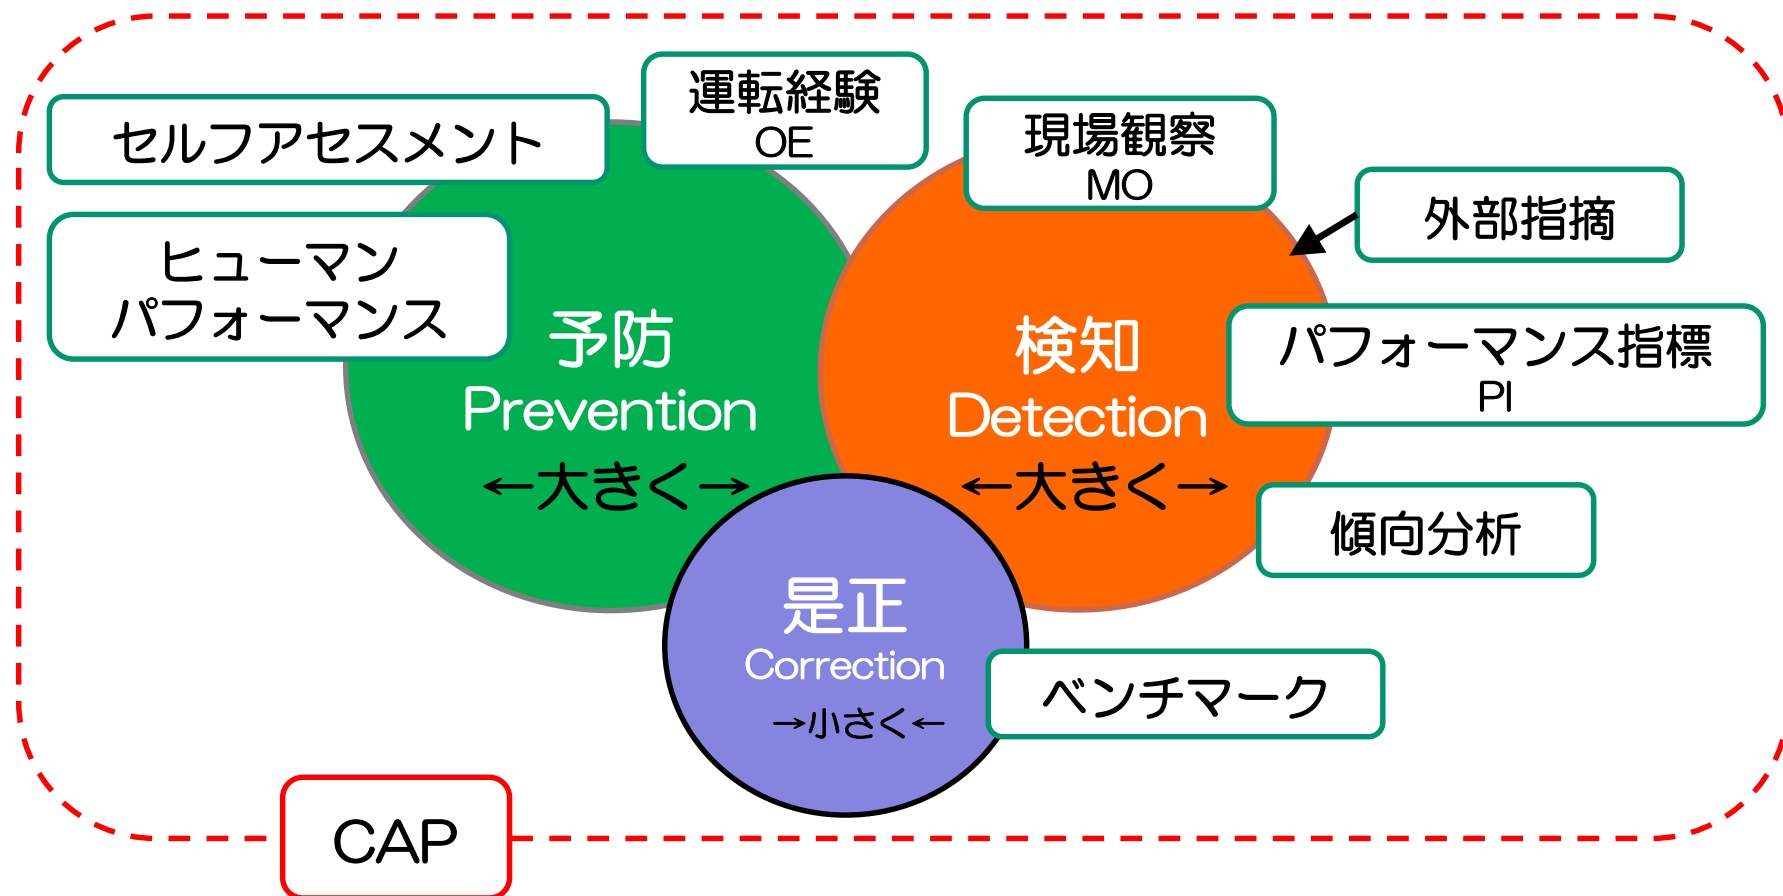 セルフアセスメント
運転経験
OE
現場観察
MO
外部指摘
ヒューマン
パフォーマンス
予防
Prevention
←大きく→
検知
Detection
←大きく→
パフォーマンス指標
PI
傾向分析
是正
Correction
→小さく←
ベンチマーク
CAP